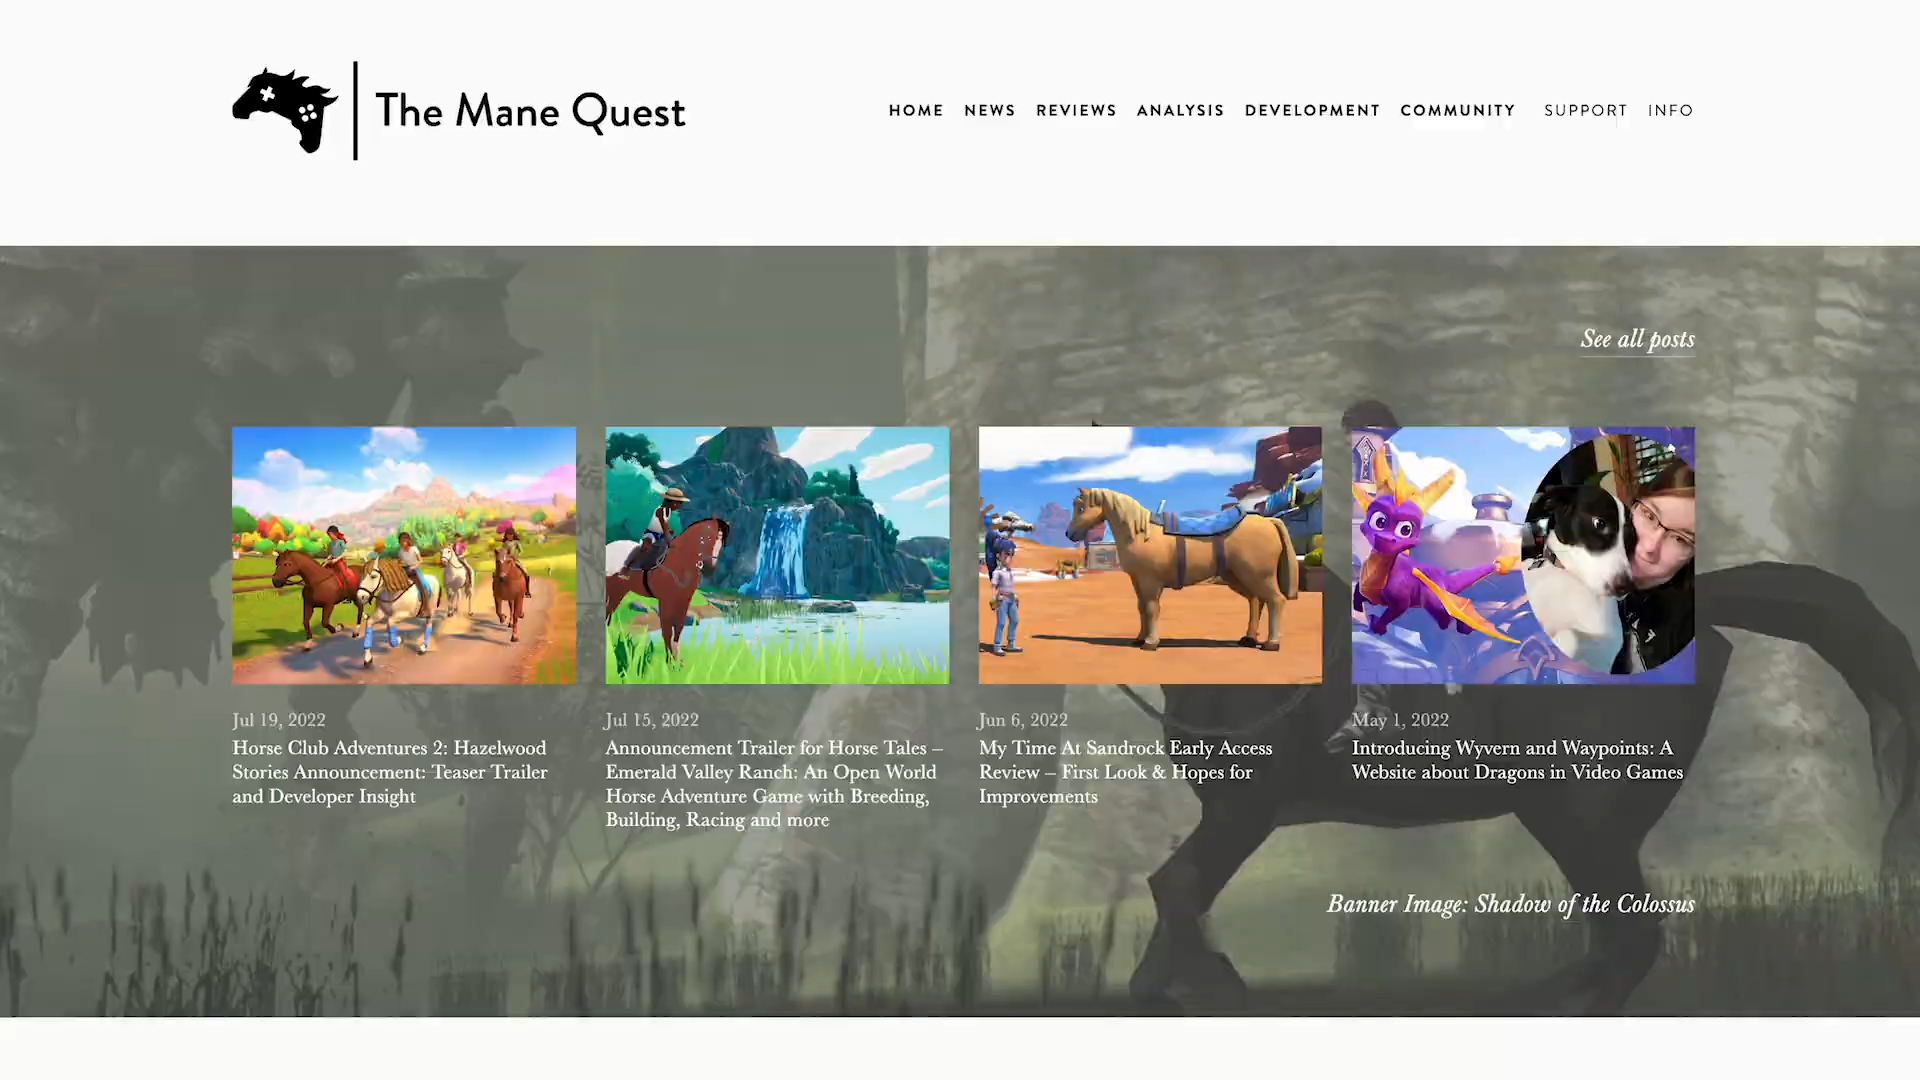 The Mane Quest
HOME NEWS REVIEWS ANALYSIS DEVELOPMENT COMMUNITY SUPPORT INFO
See all posts
Jul 19, 2022
Horse Club Adventures 2: Hazelwood
Stories Announcement: Teaser Trailer
and Developer Insight
Jul 15, 2022
Announcement Trailer for Horse Tales –
Emerald Valley Ranch: An Open World
Horse Adventure Game with Breeding,
Building, Racing and more
Jun 6, 2022
My Time At Sandrock Early Access
Review – First Look & Hopes for
Improvements
May 1, 2022
Introducing Wyvern and Waypoints: A
Website about Dragons in Video Games
Banner Image: Shadow of the Colossus